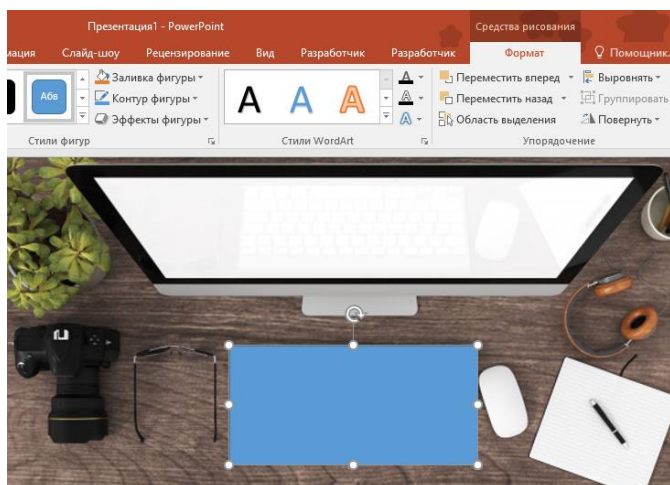 Презентация1 - PowerPoint
Средства рисования
мация Слайд-шоу Рецензирование Вид Разработчик Разработчик Формат Помощник.
Абв
Заливка фигуры
Контур фигуры
Эффекты фигуры
Стили фигур
A A A
A
A
A
Стили WordArt
Переместить вперед
Переместить назад
Область выделения
Выровнять
Группировать
Повернуть
Упорядочение